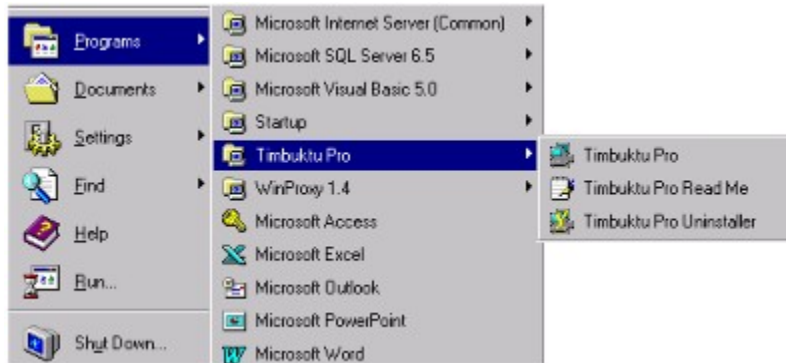 Programs
Documents
Settings
Find
Help
Run...
Shut Down...
Microsoft Internet Server (Common)
Microsoft SQL Server 6.5
Microsoft Visual Basic 5.0
Startup
Timbuktu Pro
WinProxy 1.4
Microsoft Access
Microsoft Excel
Microsoft Outlook
Microsoft PowerPoint
Microsoft Word
Timbuktu Pro
Timbuktu Pro Read Me
Timbuktu Pro Uninstaller